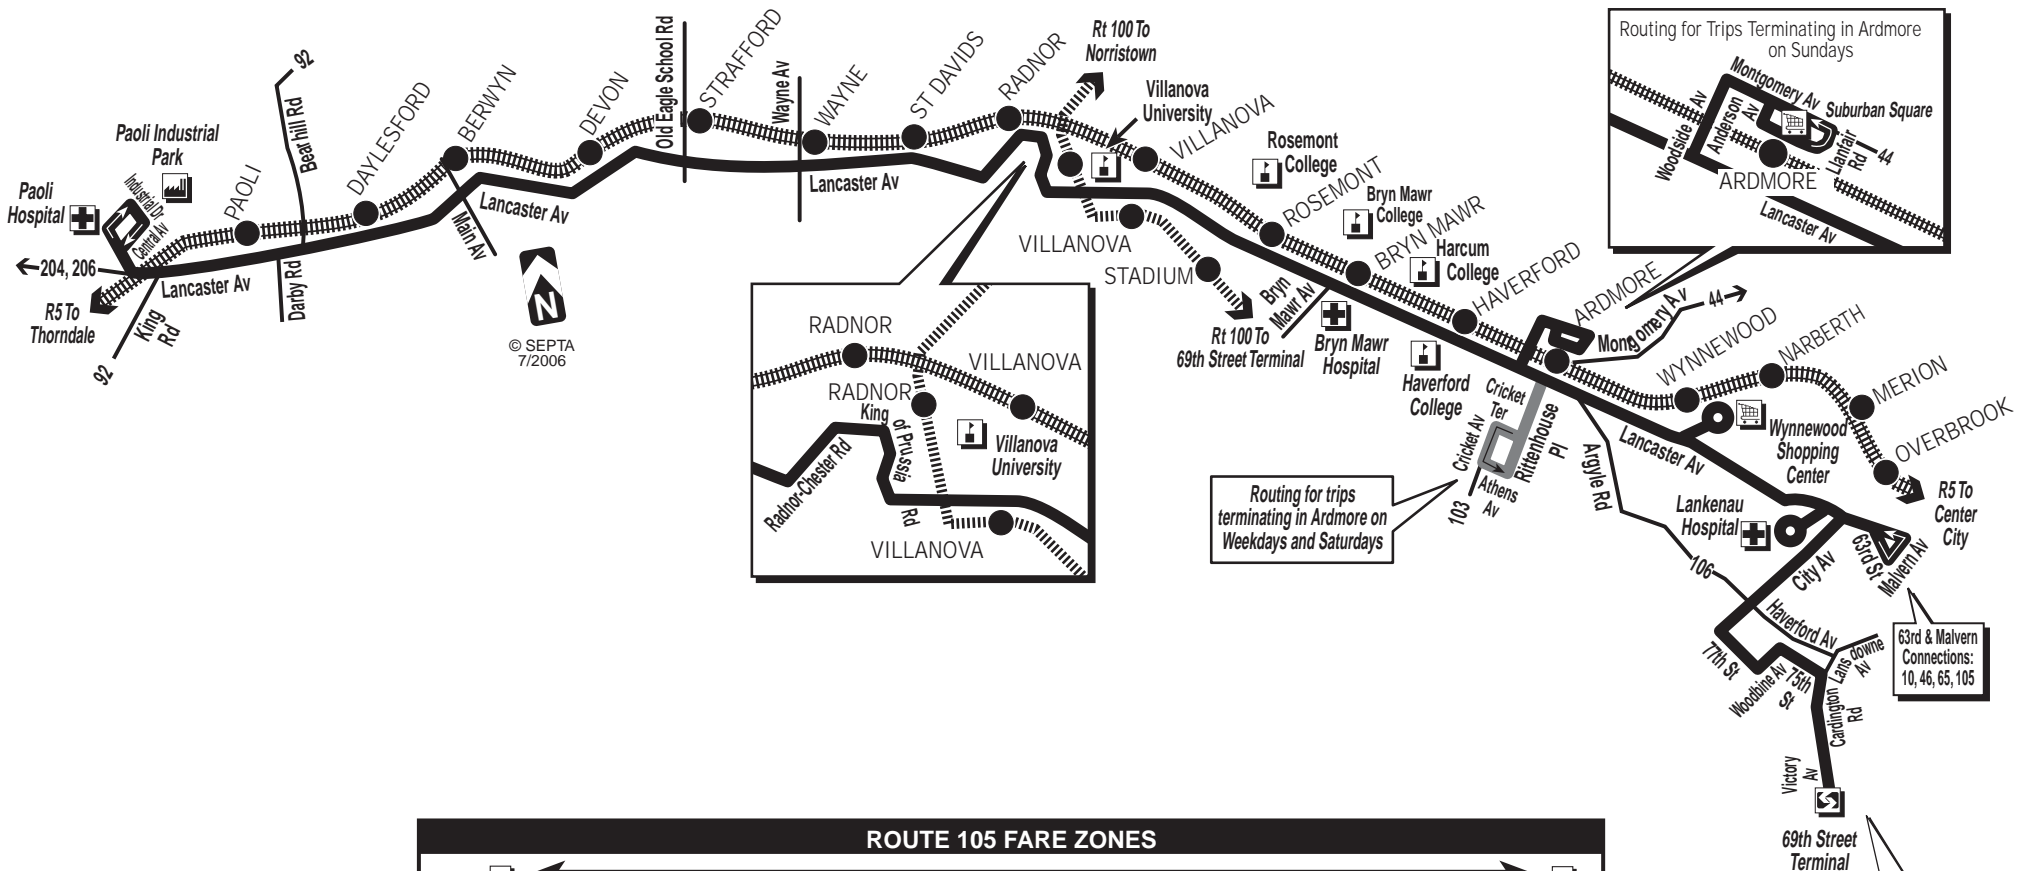 Paoli Industrial
Park
Paoli
Hospital
Industrial Dr
Central Av
204, 206
R5 To
Thorndale
92
King
Rd
Lancaster Av
PAOLI
92
Bear hill Rd
Darby Rd
DAYLESFORD
BERWYN
Main Av
Lancaster Av
DEVON
N
© SEPTA
7/2006
Old Eagle School Rd
STRAFFORD
Wayne Av
WAYNE
Lancaster Av
ST DAVIDS
RADNOR
Rt 100 To
Norristown
Villanova
University
VILLANOVA
VILLANOVA
STADIUM
Rt 100 To
69th Street Terminal
Rosemont
College
ROSEMONT
Bryn Mawr
College
BRYN MAWR
Harcum
College
Bryn
Mawr Av
Bryn Mawr
Hospital
HAVERFORD
Haverford
College
ARDMORE
Montgomery Av
44
Cricket
Ter
Cricket Av
Rittenhouse
Pl
Athens
Av
103
Routing for trips
terminating in Ardmore on
Weekdays and Saturdays
Argyle Rd
106
Lancaster Av
WYNNEWOOD
Wynnewood
Shopping
Center
NARBERTH
MERION
OVERBROOK
R5 To
Center
City
Lankenau
Hospital
City Av
63rd St
Malvern Av
63rd & Malvern
Connections:
10, 46, 65, 105
Haverford Av
77th St
Woodbine Av
75th
St
Lans downe
Av
Cardington
Rd
Victory
Av
69th Street
Terminal
Routing for Trips Terminating in Ardmore
on Sundays
Montgomery Av
Woodside Av
Anderson
Av
Suburban Square
Llanfair
Rd
44
ARDMORE
Lancaster Av
RADNOR
VILLANOVA
RADNOR
King
of Prussia
Rd
Radnor-Chester Rd
Villanova
University
VILLANOVA
ROUTE 105 FARE ZONES